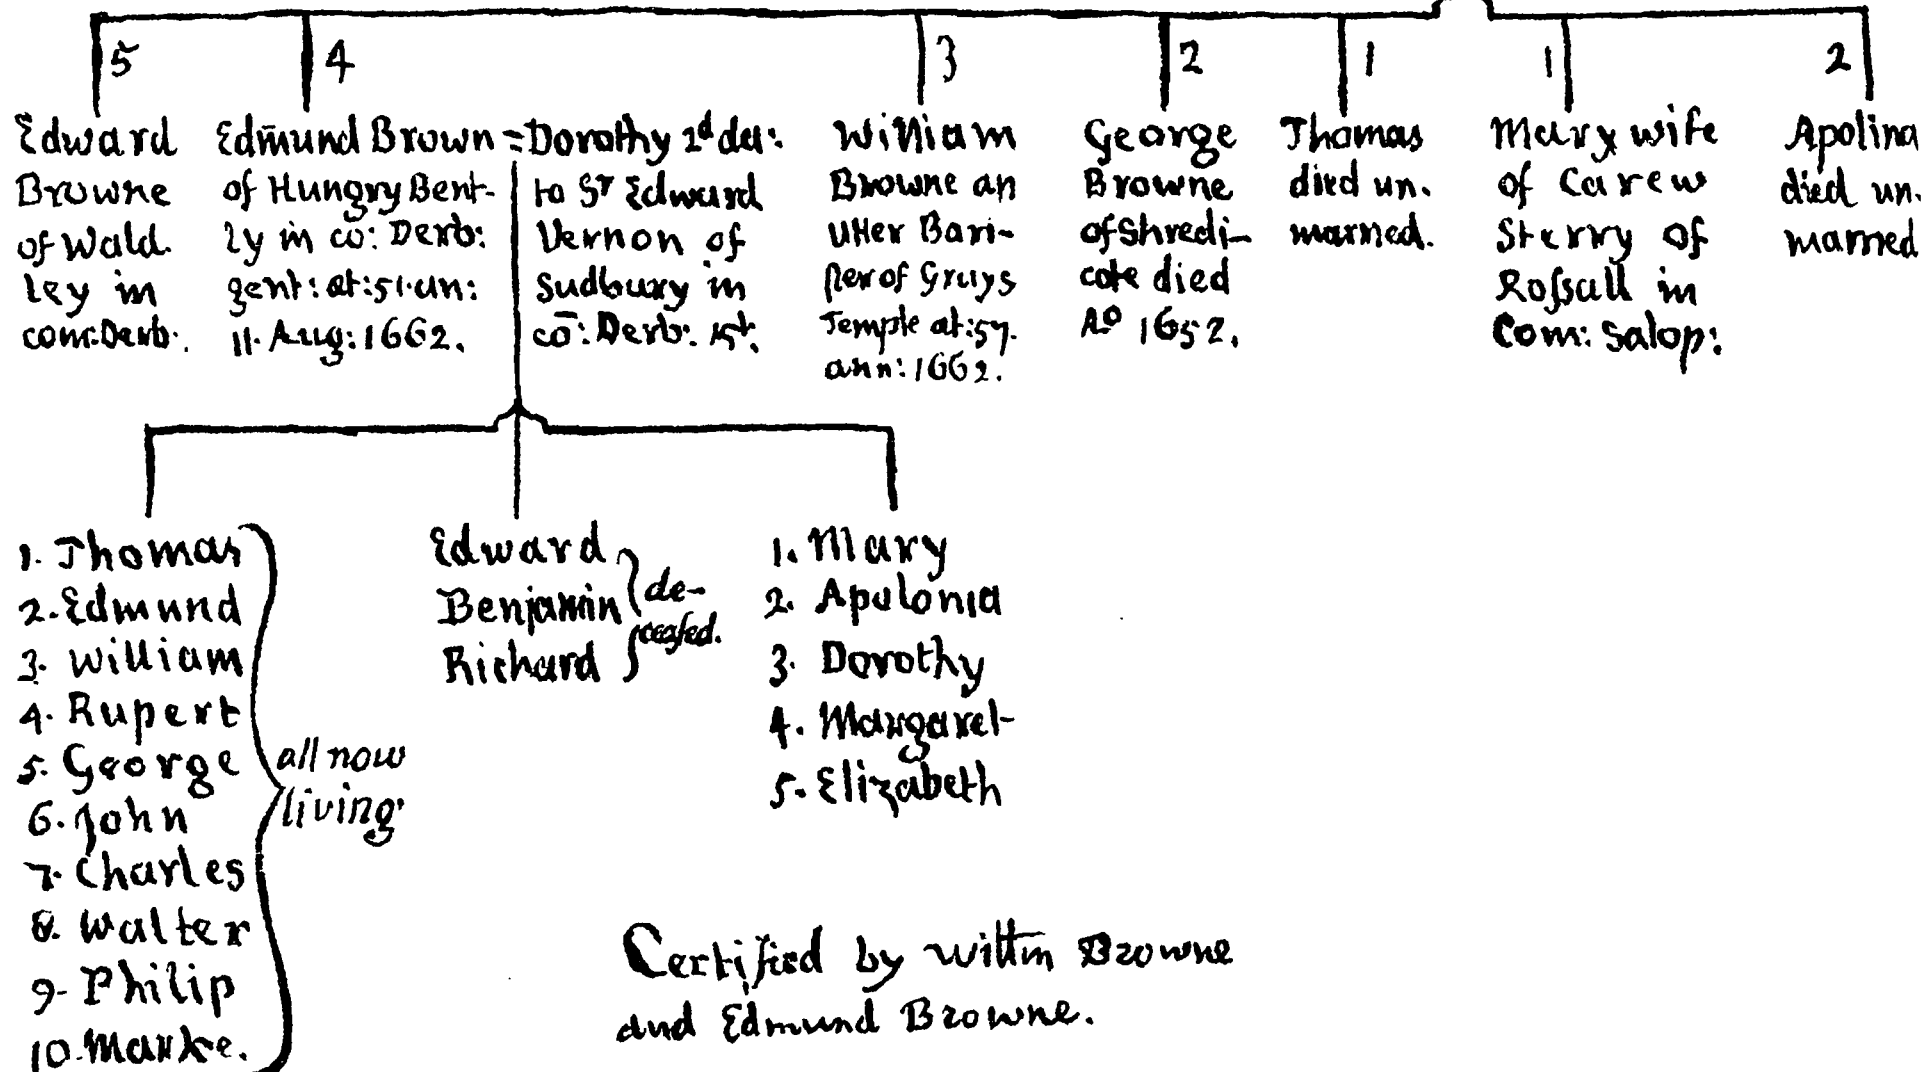 5
Edward
Browne
of Wald
ley in
com:Derb:
4
Edmund Brown =
of Hungry Bent-
ly in co: Derb:
gent: æt: 51. an:
11. Aug: 1662.
Dorothy 2d da:
to Sr Edward
Vernon of
Sudbury in
cō: Derb:
3
William
Browne an
utter Bari-
ster of Grays
Temple æt: 57.
ann: 1662.
2
George
Browne
of Shredi-
cote died
Ao 1652.
1
Thomas
died un.
married.
1
Mary wife
of Carew
Sterry of
Roſsall in
Com: Salop:
2
Apolina
died un.
married
1. Thomas
2. Edmund
3. William
4. Rupert
5. George
6. John
7. Charles
8. Walter
9- Philip
10. Marke.
all now
living
Edward
Benjamin
Richard
de-
ceaſed.
1. Mary
2. Apolonia
3. Dorothy
4. Margaret
5. Elizabeth
Certified by Willm Browne
and Edmund Browne.